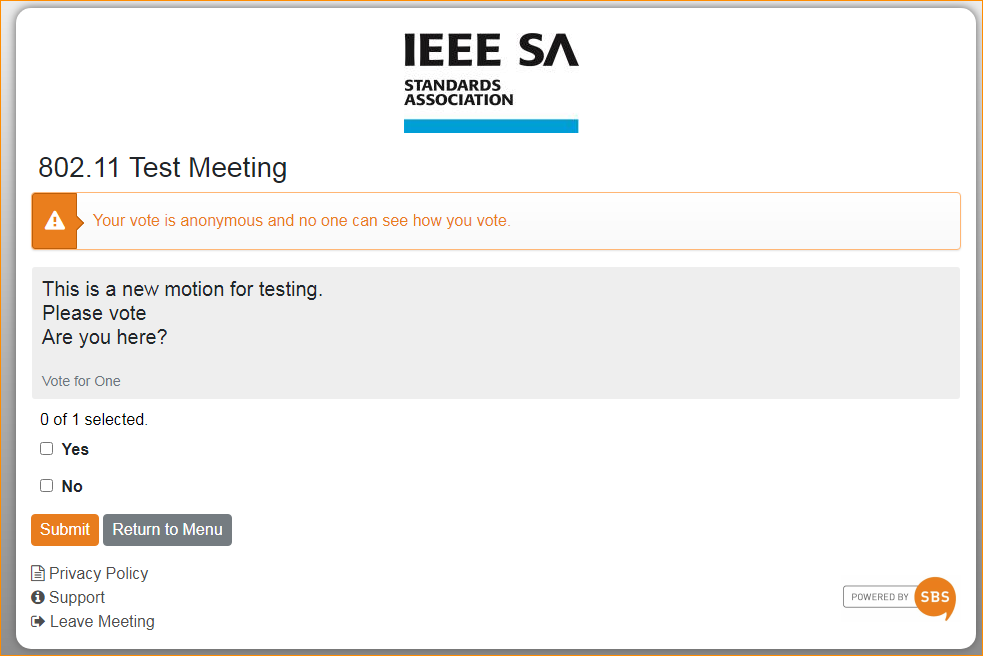 IEEE SA
STANDARDS
ASSOCIATION
802.11 Test Meeting
Your vote is anonymous and no one can see how you vote.
This is a new motion for testing.
Please vote
Are you here?
Vote for One
0 of 1 selected.
Yes
No
Submit Return to Menu
Privacy Policy
Support
Leave Meeting
POWERED BY SBS